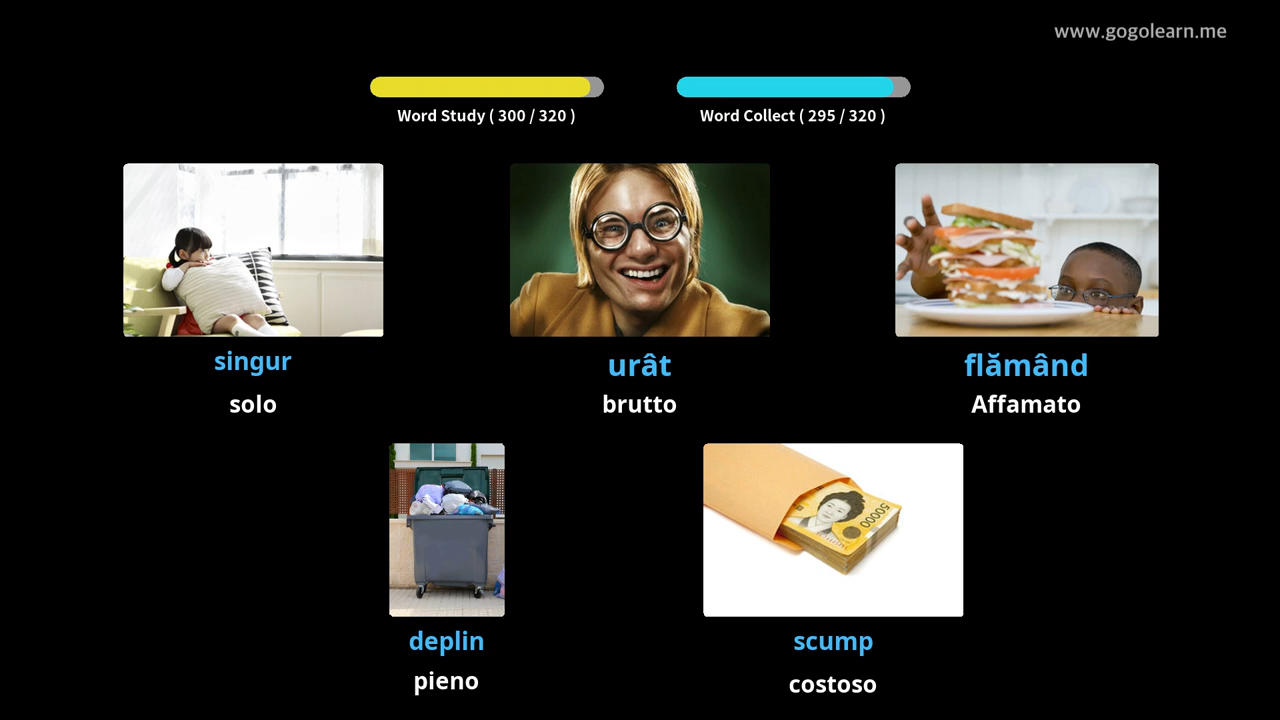 www.gogolearn.me
Word Study ( 300 / 320 )
Word Collect ( 295 / 320 )
singur
solo
urât
brutto
flămând
Affamato
deplin
pieno
50000
scump
costoso